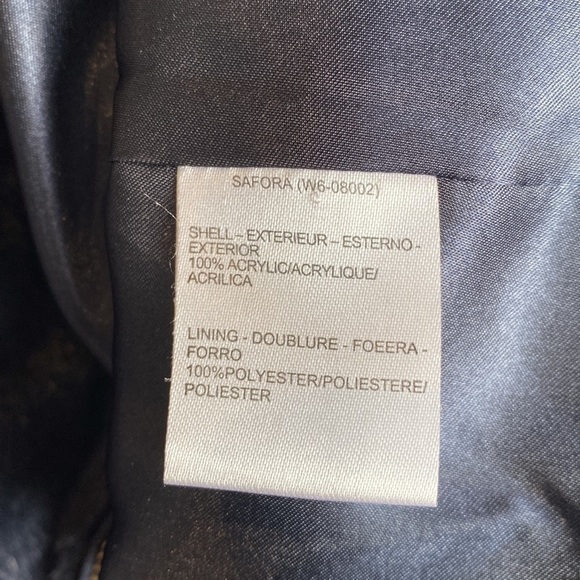 SAFORA (W6-08002)
SHELL - EXTERIEUR - ESTERNO -
EXTERIOR
100% ACRYLIC/ACRYLIQUE/
ACRILICA
LINING - DOUBLURE - FOEERA -
FORRO
100%POLYESTER/POLIESTERE/
POLIESTER